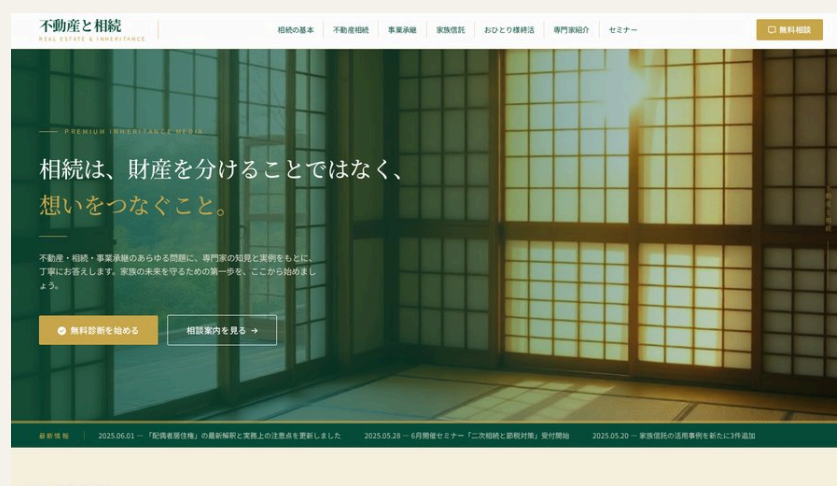 不動産と相続
REAL ESTATE & INHERITANCE
相続の基本
不動産相続
事業承継
家族信託
おひとり様終活
専門家紹介
セミナー
無料相談
PREMIUM INHERITANCE MEDIA
相続は、財産を分けることではなく、
想いをつなぐこと。
不動産・相続・事業承継のあらゆる問題に、専門家の知見と実例をもとに、
丁寧にお答えします。家族の未来を守るための第一歩を、ここから始めまし
ょう。
無料診断を始める
相談案内を見る →
最新情報
2025.06.01 — 「配偶者居住権」の最新解釈と実務上の注意点を更新しました
2025.05.28 — 6月開催セミナー「二次相続と節税対策」受付開始
2025.05.20 — 家族信託の活用事例を新たに3件追加